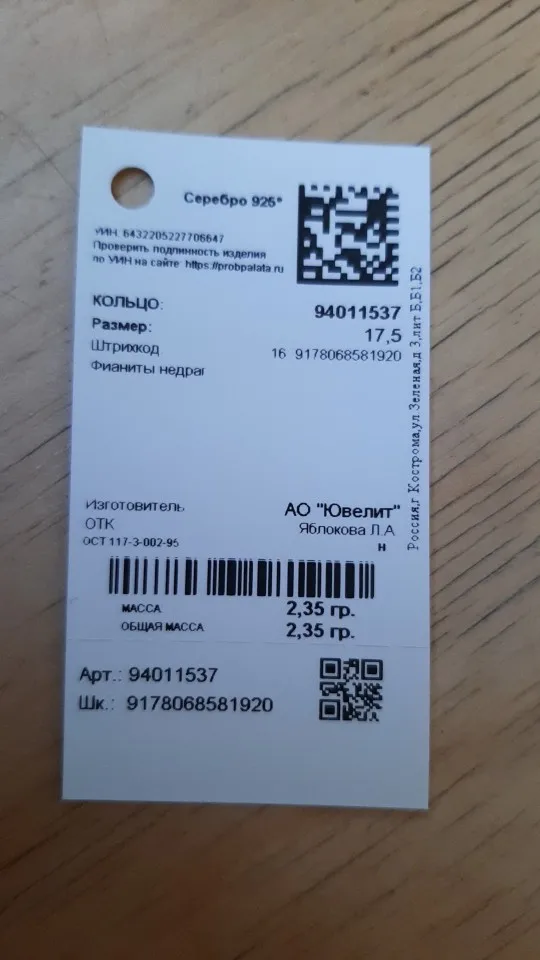 Серебро 925*
УИН: 6432205227706647
Проверить подлинность изделия
по УИН на сайте: https://probpalata.ru
КОЛЬЦО: 94011537
Размер: 17,5
Штрихкод 16 9178068581920
Фианиты недраг
Россия,г Кострома,ул Зеленая,д 3,лит Б,Б1,Б2
Изготовитель АО "Ювелит"
ОТК Яблокова Л.А
н
ОСТ 117-3-002-95
МАССА 2,35 гр.
ОБЩАЯ МАССА 2,35 гр.
Арт.: 94011537
Шк.: 9178068581920